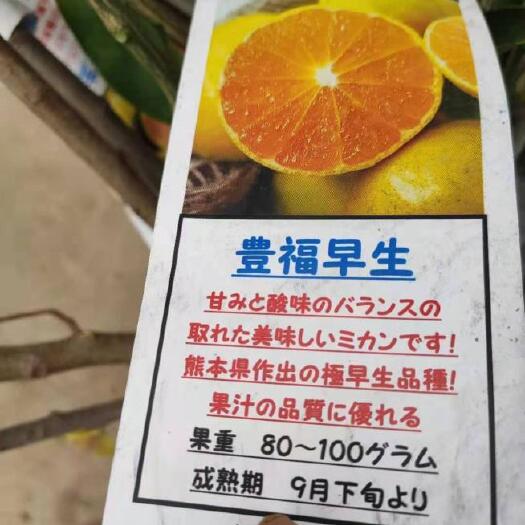 豊福早生
甘みと酸味のバランスの
取れた美味しいミカンです!
熊本県作出の極早生品種!
果汁の品質に優れる
果重 80～100グラム
成熟期 9月下旬より